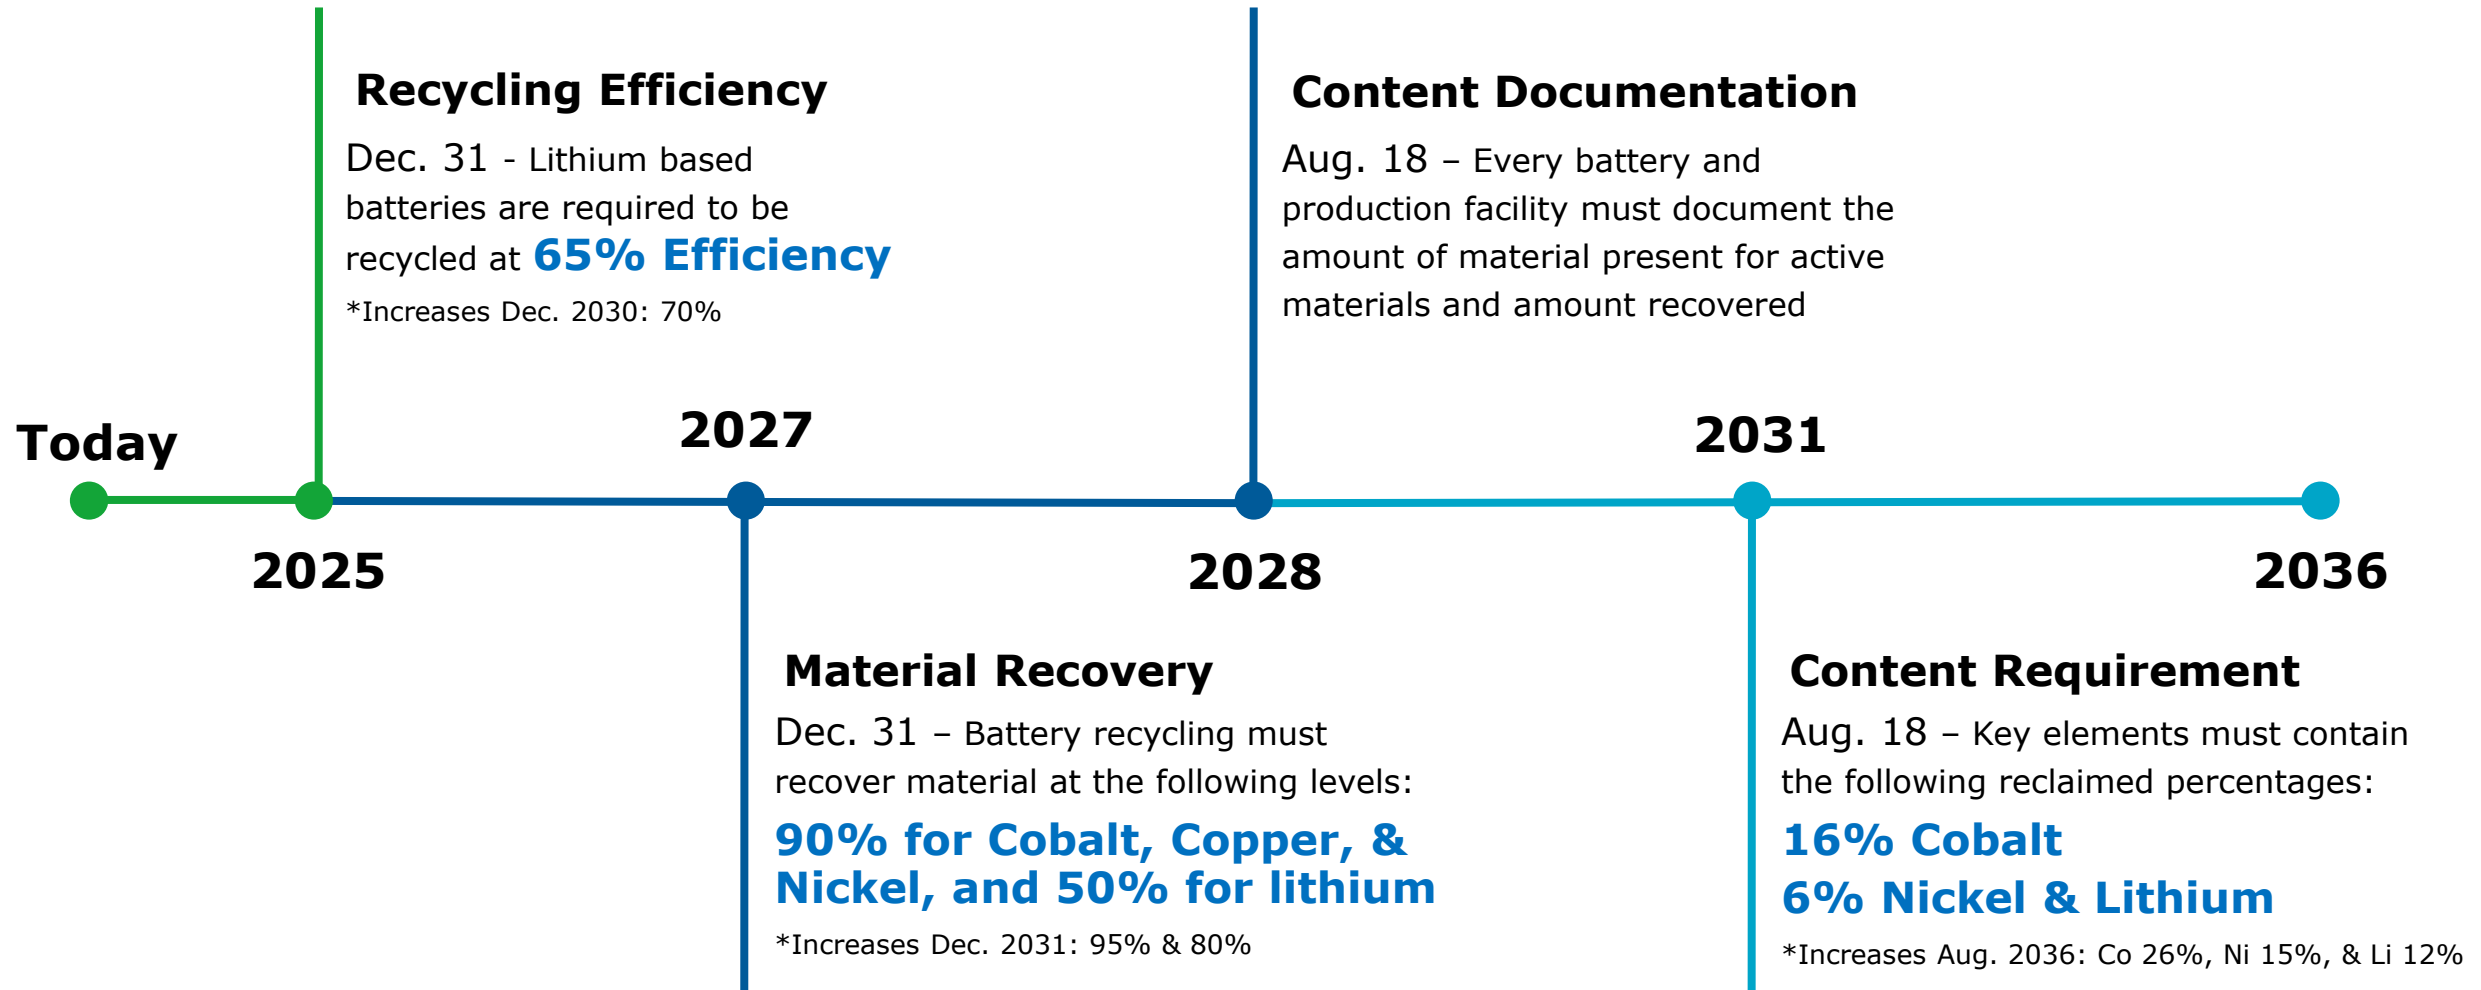 Recycling Efficiency
Dec. 31 - Lithium based
batteries are required to be
recycled at 65% Efficiency
*Increases Dec. 2030: 70%
Content Documentation
Aug. 18 – Every battery and
production facility must document the
amount of material present for active
materials and amount recovered
Today
2025
2027
2028
2031
2036
Material Recovery
Dec. 31 – Battery recycling must
recover material at the following levels:
90% for Cobalt, Copper, &
Nickel, and 50% for lithium
*Increases Dec. 2031: 95% & 80%
Content Requirement
Aug. 18 – Key elements must contain
the following reclaimed percentages:
16% Cobalt
6% Nickel & Lithium
*Increases Aug. 2036: Co 26%, Ni 15%, & Li 12%